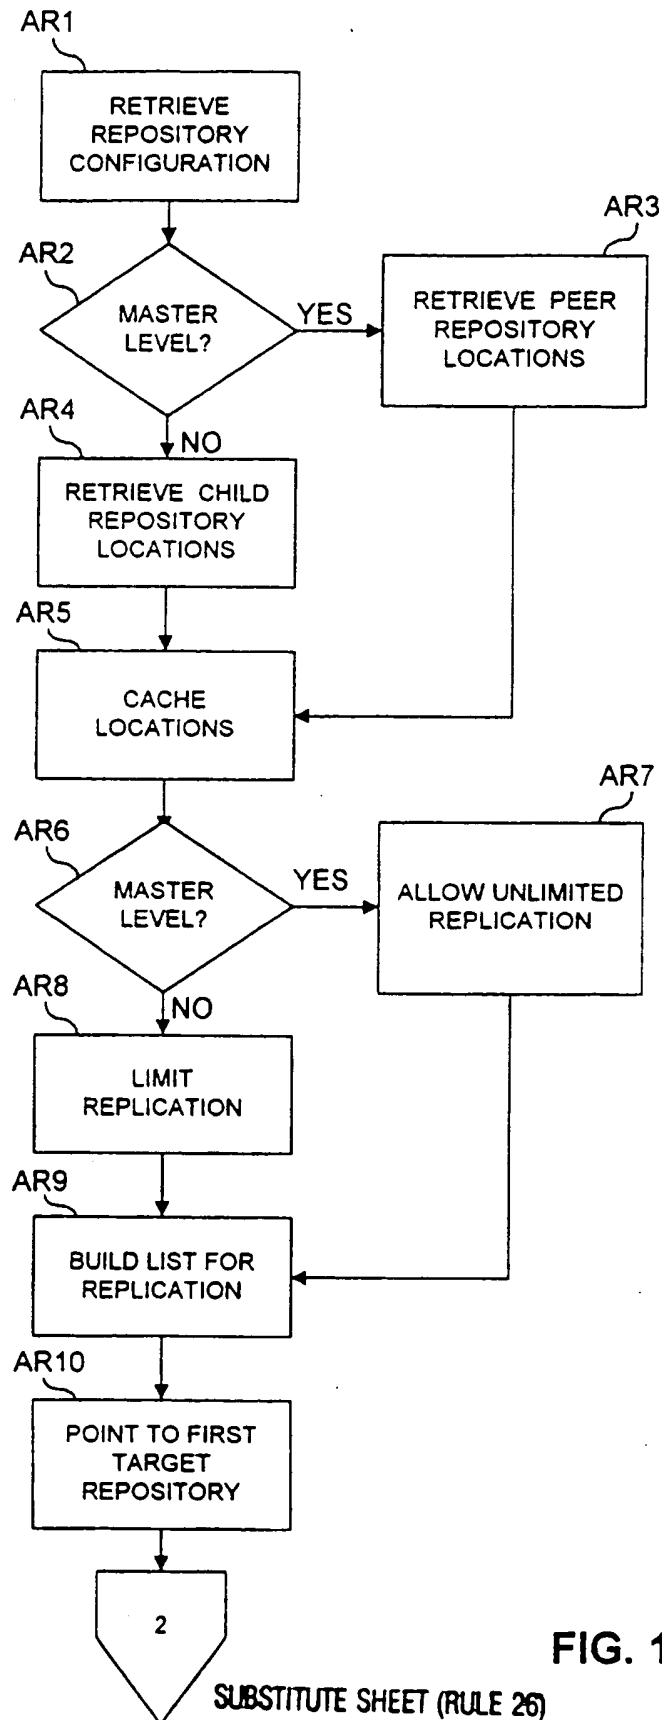 AR1
RETRIEVE
REPOSITORY
CONFIGURATION
AR2
MASTER
LEVEL?
YES
AR3
RETRIEVE PEER
REPOSITORY
LOCATIONS
AR4
NO
RETRIEVE CHILD
REPOSITORY
LOCATIONS
AR5
CACHE
LOCATIONS
AR6
MASTER
LEVEL?
YES
AR7
ALLOW UNLIMITED
REPLICATION
AR8
NO
LIMIT
REPLICATION
AR9
BUILD LIST FOR
REPLICATION
AR10
POINT TO FIRST
TARGET
REPOSITORY
2
FIG. 1
SUBSTITUTE SHEET (RULE 26)